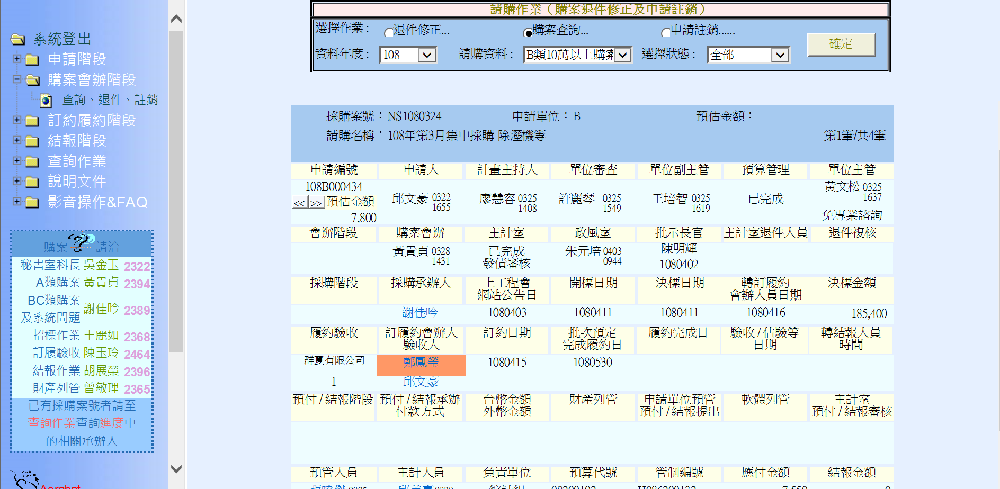 請購作業（購案退件修正及申請註銷）
選擇作業：
退件修正...
購案查詢...
申請註銷......
確定
資料年度：
108
請購資料：
B類10萬以上購案
選擇狀態：
全部
系統登出
申請階段
購案會辦階段
查詢、退件、註銷
訂約履約階段
結報階段
查詢作業
說明文件
影音操作&FAQ
購案
請洽
秘書室科長 吳金玉 2322
A類購案 黃貴貞 2394
BC類購案
及系統問題 謝佳吟 2389
招標作業 王麗如 2368
訂履驗收 陳玉玲 2464
結報作業 胡展榮 2396
財產列管 曾敏理 2365
已有採購案號者請至
查詢作業查詢進度中
的相關承辦人
Acrobat
採購案號：NS1080324
申請單位：B
預估金額：
請購名稱：108年第3月集中採購-除溼機等
第1筆/共4筆
申請編號 申請人 計畫主持人 單位審查 單位副主管 預算管理 單位主管
108B000434
<< >> 預估金額
7,800
邱文豪 0322
1655
廖慧容 0325
1408
許麗琴 0325
1549
王培智 0325
1619
已完成
黃文松 0325
1637
免專業諮詢
會辦階段 購案會辦 主計室 政風室 批示長官 主計室退件人員 退件複核
黃貴貞 0328
1431
已完成
發債審核
朱元培 0403
0944
陳明輝
1080402
採購階段 採購承辦人 上工程會
網站公告日
開標日期 決標日期 轉訂履約
會辦人員日期
決標金額
謝佳吟 1080403 1080411 1080411 1080416 185,400
履約驗收 訂履約會辦人
驗收人
訂約日期 批次預定
完成履約日
履約完成日 驗收 / 估驗等
日期
轉結報人員
時間
群夏有限公司
1
鄭鳳瑩
邱文豪
1080415 1080530
預付 / 結報階段 預付 / 結報承辦
付款方式
台幣金額
外幣金額
財產列管 申請單位預管
預付 / 結報提出
軟體列管 主計室
預付 / 結報審核
預管人員 主計人員 負責單位 預算代號 管制編號 應付金額 結報金額